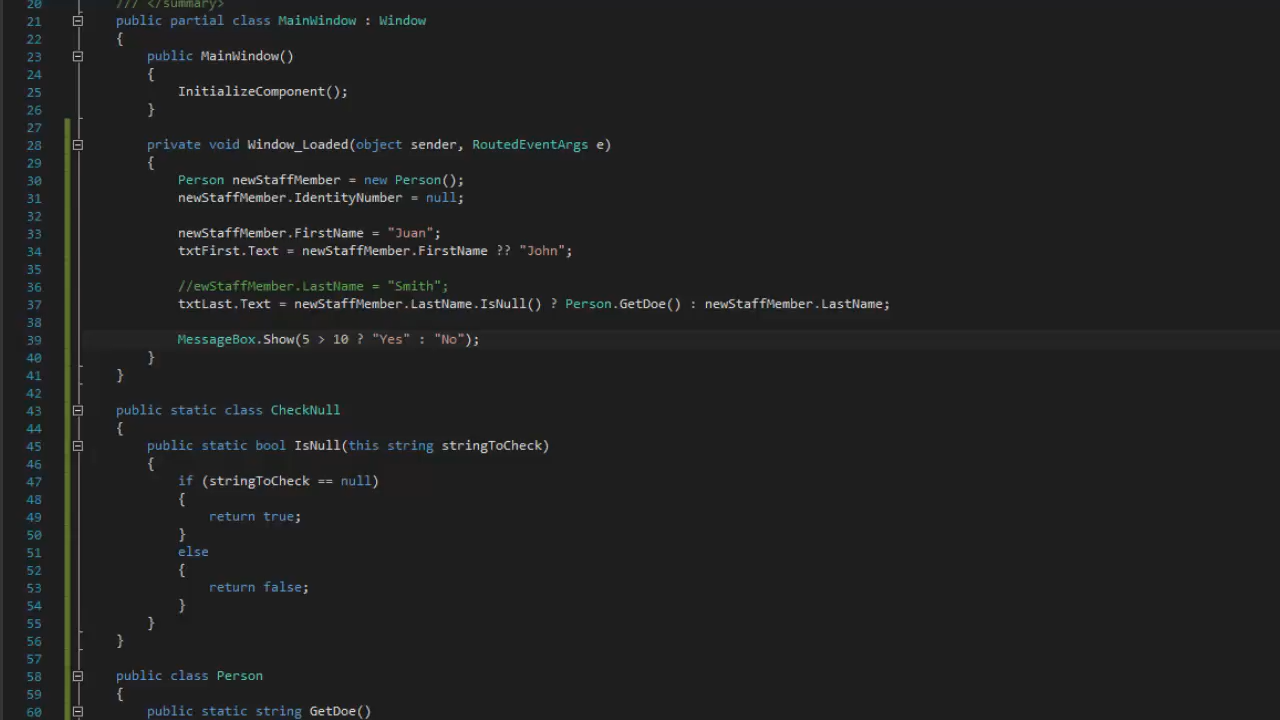 20 /// </summary>
21 public partial class MainWindow : Window
22 {
23 public MainWindow()
24 {
25 InitializeComponent();
26 }
27
28 private void Window_Loaded(object sender, RoutedEventArgs e)
29 {
30 Person newStaffMember = new Person();
31 newStaffMember.IdentityNumber = null;
32
33 newStaffMember.FirstName = "Juan";
34 txtFirst.Text = newStaffMember.FirstName ?? "John";
35
36 //ewStaffMember.LastName = "Smith";
37 txtLast.Text = newStaffMember.LastName.IsNull() ? Person.GetDoe() : newStaffMember.LastName;
38
39 MessageBox.Show(5 > 10 ? "Yes" : "No");
40 }
41 }
42
43 public static class CheckNull
44 {
45 public static bool IsNull(this string stringToCheck)
46 {
47 if (stringToCheck == null)
48 {
49 return true;
50 }
51 else
52 {
53 return false;
54 }
55 }
56 }
57
58 public class Person
59 {
60 public static string GetDoe()